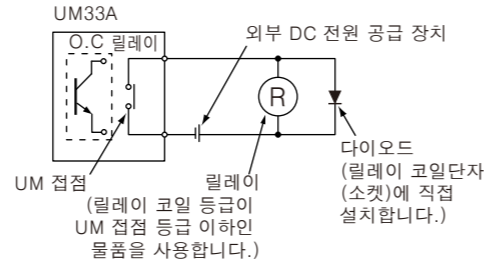 UM33A
O.C 릴레이
외부 DC 전원 공급 장치
R
UM 접점
릴레이
(릴레이 코일 등급이
UM 접점 등급 이하인
물품을 사용합니다.)
다이오드
(릴레이 코일단자
(소켓)에 직접
설치합니다.)